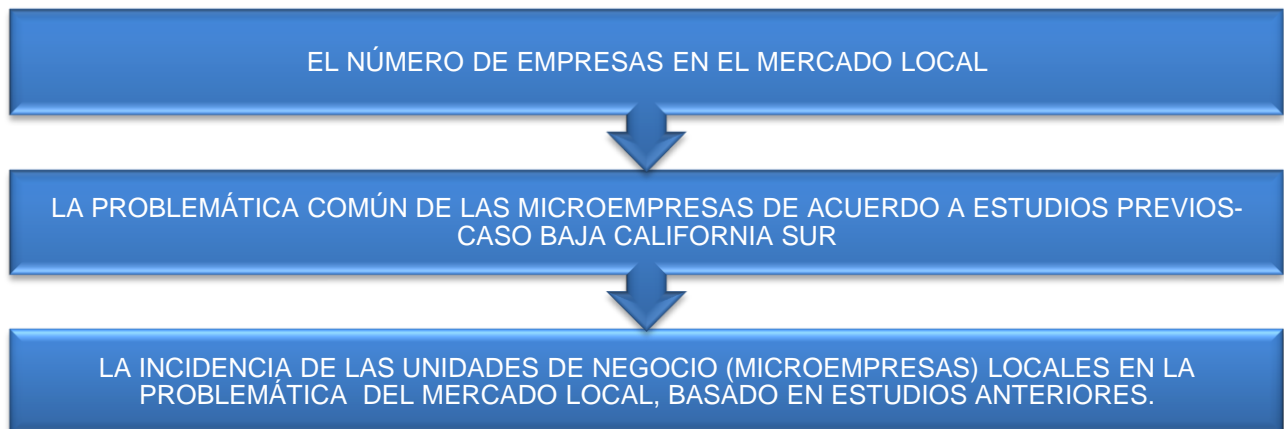 EL NÚMERO DE EMPRESAS EN EL MERCADO LOCAL
LA PROBLEMÁTICA COMÚN DE LAS MICROEMPRESAS DE ACUERDO A ESTUDIOS PREVIOS-
CASO BAJA CALIFORNIA SUR
LA INCIDENCIA DE LAS UNIDADES DE NEGOCIO (MICROEMPRESAS) LOCALES EN LA
PROBLEMÁTICA DEL MERCADO LOCAL, BASADO EN ESTUDIOS ANTERIORES.